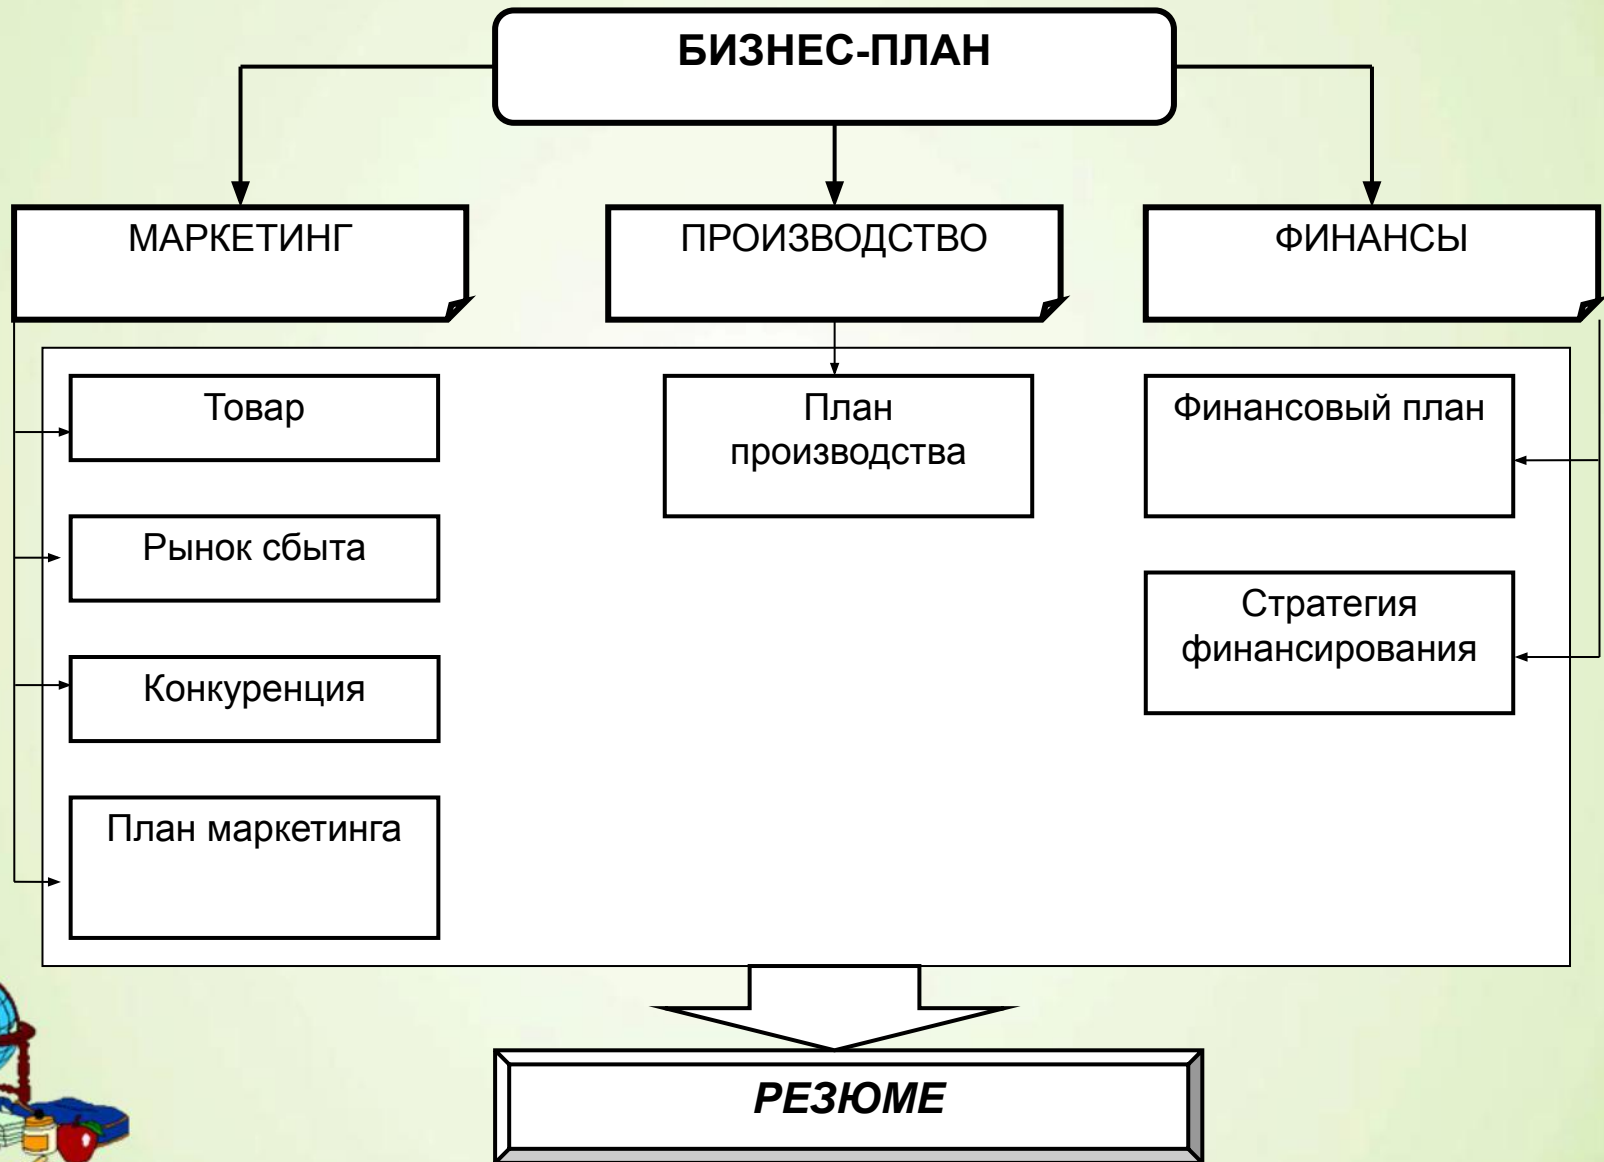 БИЗНЕС-ПЛАН
МАРКЕТИНГ
ПРОИЗВОДСТВО
ФИНАНСЫ
Товар
Рынок сбыта
Конкуренция
План маркетинга
План
производства
Финансовый план
Стратегия
финансирования
РЕЗЮМЕ